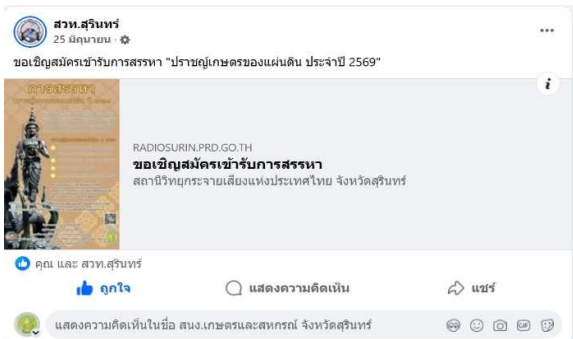 สวท.สุรินทร์
25 มิถุนายน ·
ขอเชิญสมัครเข้ารับการสรรหา "ปราชญ์เกษตรของแผ่นดิน ประจำปี 2569"
การสรรหา
RADIOSURIN.PRD.GO.TH
ขอเชิญสมัครเข้ารับการสรรหา
สถานีวิทยุกระจายเสียงแห่งประเทศไทย จังหวัดสุรินทร์
คุณ และ สวท.สุรินทร์
ถูกใจ แสดงความคิดเห็น แชร์
แสดงความคิดเห็นในชื่อ สนง.เกษตรและสหกรณ์ จังหวัดสุรินทร์
GIF